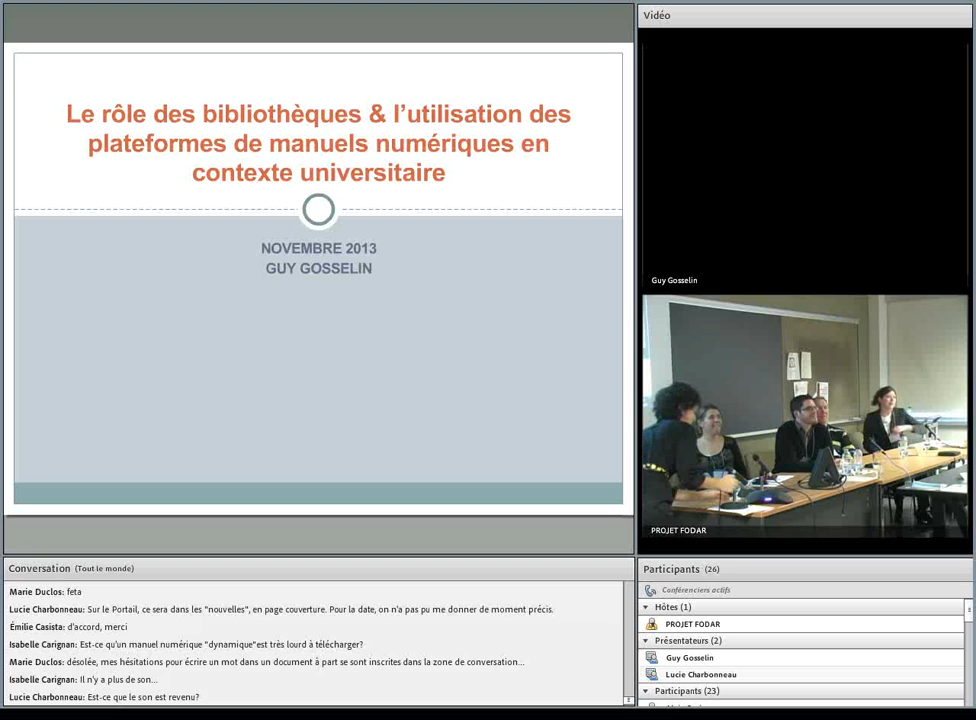 Le rôle des bibliothèques & l'utilisation des
plateformes de manuels numériques en
contexte universitaire
NOVEMBRE 2013
GUY GOSSELIN
Vidéo
Guy Gosselin
PROJET FODAR
Conversation (Tout le monde)
Marie Duclos: feta
Lucie Charbonneau: Sur le Portail, ce sera dans les "nouvelles", en page couverture. Pour la date, on n'a pas pu me donner de moment précis.
Émilie Casista: d'accord, merci
Isabelle Carignan: Est-ce qu'un manuel numérique "dynamique"est très lourd à télécharger?
Marie Duclos: désolée, mes hésitations pour écrire un mot dans un document à part se sont inscrites dans la zone de conversation...
Isabelle Carignan: Il n'y a plus de son...
Lucie Charbonneau: Est-ce que le son est revenu?
Participants (26)
Conférenciers actifs
Hôtes (1)
PROJET FODAR
Présentateurs (2)
Guy Gosselin
Lucie Charbonneau
Participants (23)